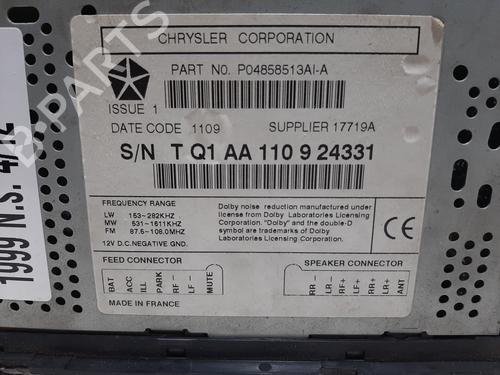 CHRYSLER CORPORATION
PART NO. P04858513AI-A
ISSUE 1
DATE CODE 1109 SUPPLIER 17719A
S/N T Q1 AA 110 9 24331
FREQUENCY RANGE
LW 153-282KHZ
MW 531-1611KHZ
FM 87.5-108.0MHZ
12V D.C.NEGATIVE GND.
Dolby noise reduction manufactured under
license from Dolby Laboratories Licensing
Corporation. "Dolby" and the double-D
symbol are trademarks of Dolby
Laboratories Licensing Corporation.
CE
FEED CONNECTOR
BAT
ACC
ILL
PARK
RF-
LF-
MUTE
SPEAKER CONNECTOR
RR-
LR-
RF+
LF+
RR+
LR+
ANT
MADE IN FRANCE
1999 N.S. 4/12
B-PARTS